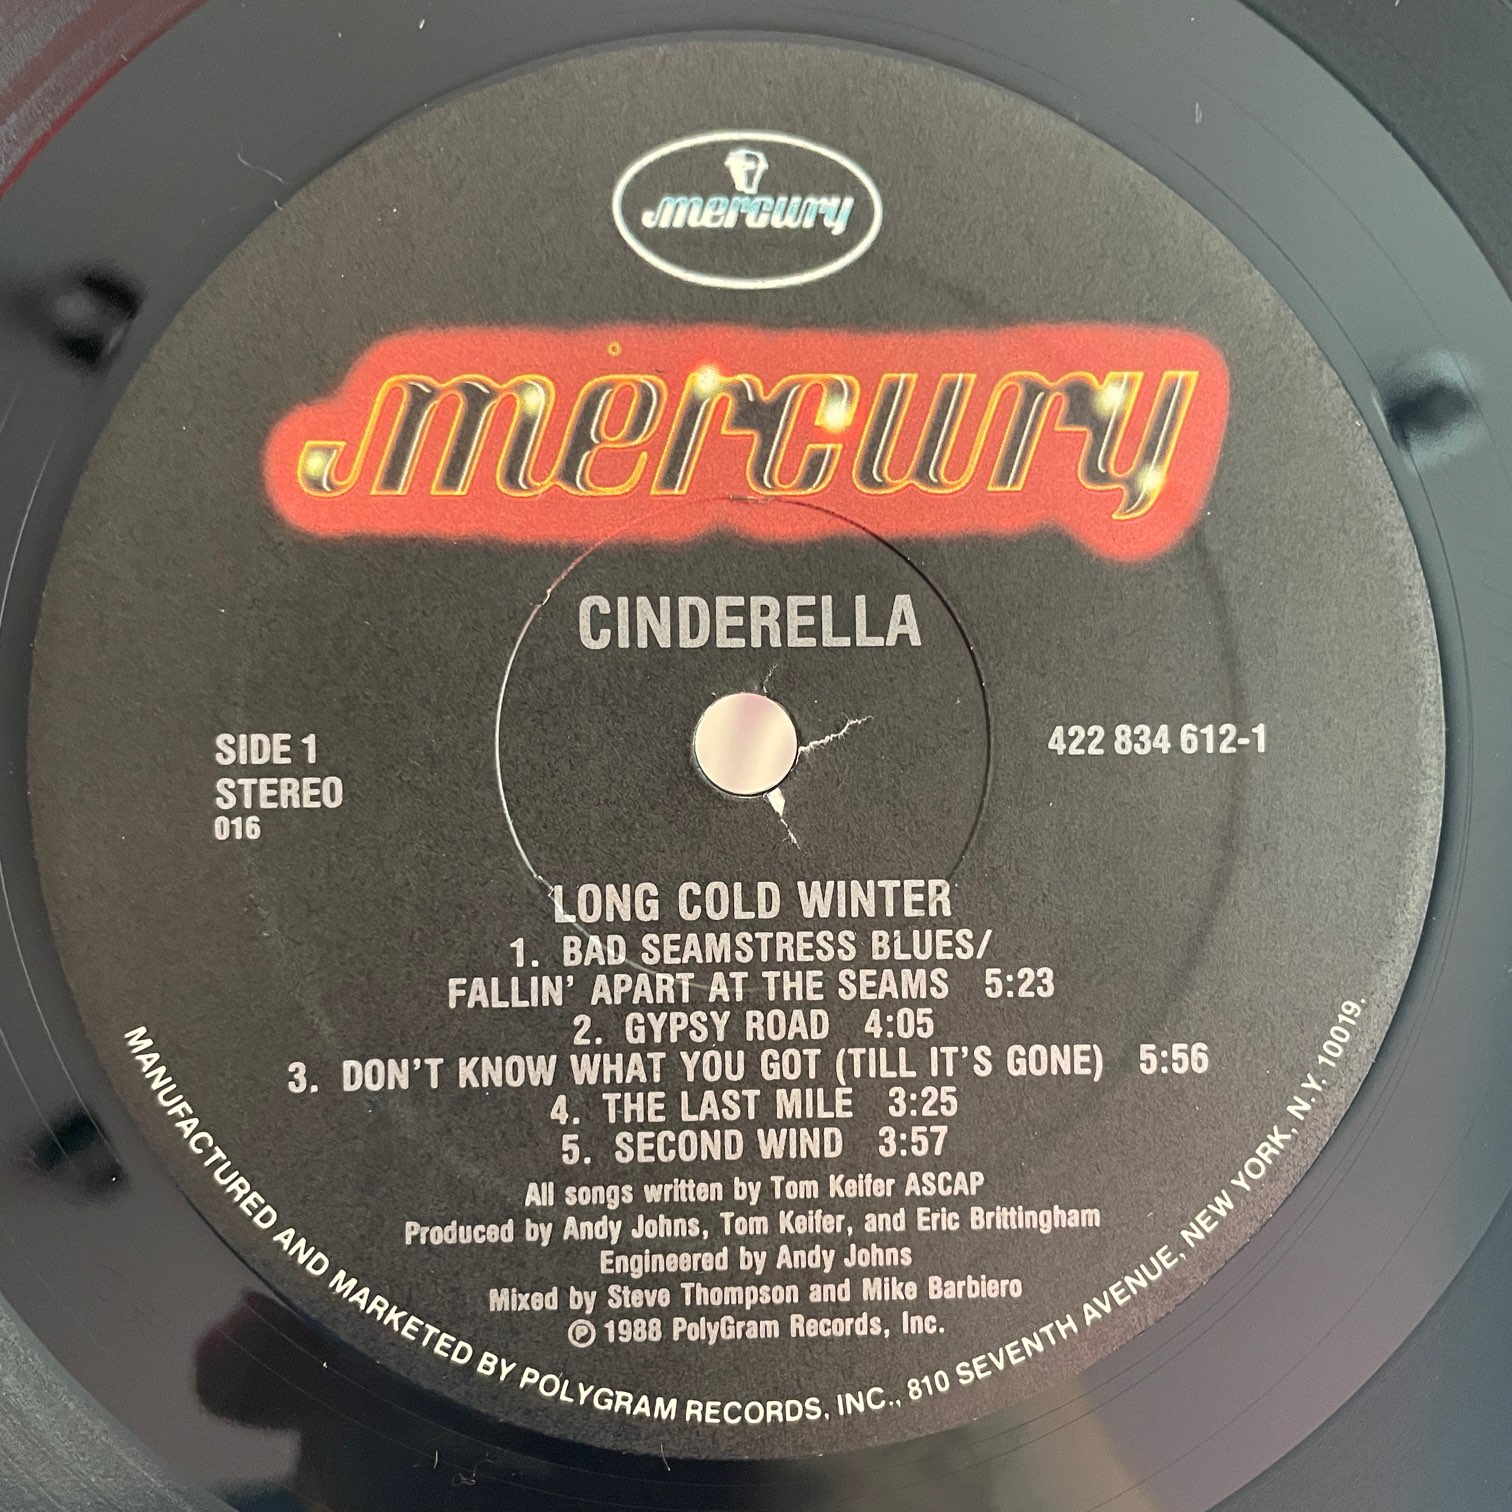 mercury
mercury
CINDERELLA
SIDE 1
STEREO
016
422 834 612-1
LONG COLD WINTER
1. BAD SEAMSTRESS BLUES/
FALLIN' APART AT THE SEAMS 5:23
2. GYPSY ROAD 4:05
3. DON'T KNOW WHAT YOU GOT (TILL IT'S GONE) 5:56
4. THE LAST MILE 3:25
5. SECOND WIND 3:57
All songs written by Tom Keifer ASCAP
Produced by Andy Johns, Tom Keifer, and Eric Brittingham
Engineered by Andy Johns
Mixed by Steve Thompson and Mike Barbiero
℗ 1988 PolyGram Records, Inc.
MANUFACTURED AND MARKETED BY POLYGRAM RECORDS, INC., 810 SEVENTH AVENUE, NEW YORK, N.Y. 10019.